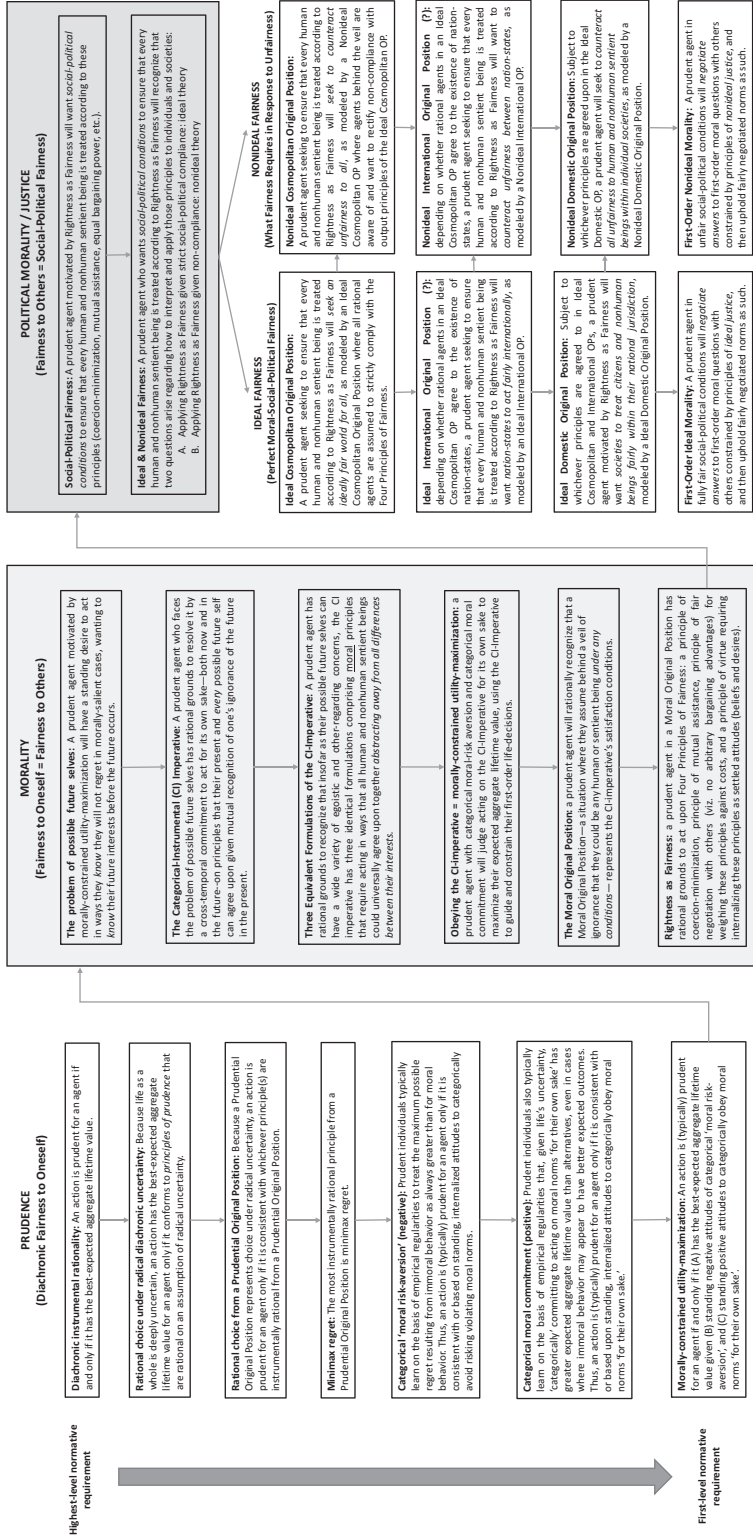 Highest-level normative
requirement
First-level normative
requirement
PRUDENCE
(Diachronic Fairness to Oneself)
Diachronic instrumental rationality: An action is prudent for an agent if
and only if it has the best-expected aggregate lifetime value.
Rational choice under radical diachronic uncertainty: Because life as a
whole is deeply uncertain, an action has the best-expected aggregate
lifetime value for an agent only if it conforms to principles of prudence that
are rational on an assumption of radical uncertainty.
Rational choice from a Prudential Original Position: Because a Prudential
Original Position represents choice under radical uncertainty, an action is
prudent for an agent only if it is consistent with whichever principle(s) are
instrumentally rational from a Prudential Original Position.
Minimax regret: The most instrumentally rational principle from a
Prudential Original Position is minimax regret.
Categorical 'moral risk-aversion' (negative): Prudent individuals typically
learn on the basis of empirical regularities to treat the maximum possible
regret resulting from immoral behavior as always greater than for moral
behavior. Thus, an action is (typically) prudent for an agent only if it is
consistent with or based on standing, internalized attitudes to categorically
avoid risking violating moral norms.
Categorical moral commitment (positive): Prudent individuals also typically
learn on the basis of empirical regularities that, given life's uncertainty,
'categorically' committing to acting on moral norms 'for their own sake' has
greater expected aggregate lifetime value than alternatives, even in cases
where immoral behavior may appear to have better expected outcomes.
Thus, an action is (typically) prudent for an agent only if it is consistent with
or based upon standing, internalized attitudes to categorically obey moral
norms 'for their own sake.'
Morally-constrained utility-maximization: An action is (typically) prudent
for an agent if and only if it (A) has the best-expected aggregate lifetime
value given (B) standing negative attitudes of categorical 'moral risk-
aversion', and (C) standing positive attitudes to categorically obey moral
norms 'for their own sake'.
MORALITY
(Fairness to Oneself = Fairness to Others)
The problem of possible future selves: A prudent agent motivated by
morally-constrained utility-maximization will have a standing desire to act
in ways they know they will not regret in morally-salient cases, wanting to
know their future interests before the future occurs.
The Categorical-Instrumental (CI) Imperative: A prudent agent who faces
the problem of possible future selves has rational grounds to resolve it by
a cross-temporal commitment to act for its own sake—both now and in
the future–on principles that their present and every possible future self
can agree upon given mutual recognition of one's ignorance of the future
in the present.
Three Equivalent Formulations of the CI-Imperative: A prudent agent has
rational grounds to recognize that insofar as their possible future selves can
have a wide variety of egoistic and other-regarding concerns, the CI
imperative has three identical formulations comprising moral principles
that require acting in ways that all human and nonhuman sentient beings
could universally agree upon together abstracting away from all differences
between their interests.
Obeying the CI-imperative = morally-constrained utility-maximization: a
prudent agent with categorical moral risk-aversion and categorical moral
commitment will judge acting on the CI-Imperative for its own sake to
maximize their expected aggregate lifetime value, using the CI-Imperative
to guide and constrain their first-order life-decisions.
The Moral Original Position: a prudent agent will rationally recognize that a
Moral Original Position—a situation where they assume behind a veil of
ignorance that they could be any human or sentient being under any
conditions— represents the CI-imperative's satisfaction conditions.
Rightness as Fairness: a prudent agent in a Moral Original Position has
rational grounds to act upon Four Principles of Fairness: a principle of
coercion-minimization, principle of mutual assistance, principle of fair
negotiation with others (viz. no arbitrary bargaining advantages) for
weighing these principles against costs, and a principle of virtue requiring
internalizing these principles as settled attitudes (beliefs and desires).
POLITICAL MORALITY / JUSTICE
(Fairness to Others = Social-Political Fairness)
Social-Political Fairness: A prudent agent motivated by Rightness as Fairness will want social-political
conditions to ensure that every human and nonhuman sentient being is treated according to these
principles (coercion-minimization, mutual assistance, equal bargaining power, etc.).
Ideal & Nonideal Fairness: A prudent agent who wants social-political conditions to ensure that every
human and nonhuman sentient being is treated according to Rightness as Fairness will recognize that
two questions arise regarding how to interpret and apply those principles to individuals and societies:
A. Applying Rightness as Fairness given strict social-political compliance: ideal theory
B. Applying Rightness as Fairness given non-compliance: nonideal theory
IDEAL FAIRNESS
(Perfect Moral-Social-Political Fairness)
Ideal Cosmopolitan Original Position:
A prudent agent seeking to ensure that every
human and nonhuman sentient being is treated
according to Rightness as Fairness will seek an
ideally fair world for all, as modeled by an Ideal
Cosmopolitan Original Position where all rational
agents are assumed to strictly comply with the
Four Principles of Fairness.
Ideal International Original Position (?):
depending on whether rational agents in an Ideal
Cosmopolitan OP agree to the existence of
nation-states, a prudent agent seeking to ensure
that every human and nonhuman sentient being
is treated according to Rightness as Fairness will
want nation-states to act fairly internationally, as
modeled by an Ideal International OP.
Ideal Domestic Original Position: Subject to
whichever principles are agreed to in Ideal
Cosmopolitan and International OPs, a prudent
agent motivated by Rightness as Fairness will
want societies to treat citizens and nonhuman
beings fairly within their national jurisdiction,
modeled by a Ideal Domestic Original Position.
First-Order Ideal Morality: A prudent agent in
fully fair social-political conditions will negotiate
answers to first-order moral questions with
others constrained by principles of ideal justice,
and then uphold fairly negotiated norms as such.
NONIDEAL FAIRNESS
(What Fairness Requires in Response to Unfairness)
Nonideal Cosmopolitan Original Position:
A prudent agent seeking to ensure that every human
and nonhuman sentient being is treated according to
Rightness as Fairness will seek to counteract
unfairness to all, as modeled by a Nonideal
Cosmopolitan OP where agents behind the veil are
aware of and want to rectify non-compliance with
output principles of the Ideal Cosmopolitan OP.
Nonideal International Original Position (?):
depending on whether rational agents in an Ideal
Cosmopolitan OP agree to the existence of nation-
states, a prudent agent seeking to ensure that every
human and nonhuman sentient being is treated
according to Rightness as Fairness will want to
counteract unfairness between nation-states, as
modeled by a Nonideal International OP.
Nonideal Domestic Original Position: Subject to
whichever principles are agreed upon in the Ideal
Domestic OP, a prudent agent will seek to counteract
all unfairness to human and nonhuman sentient
beings within individual societies, as modeled by a
Nonideal Domestic Original Position.
First-Order Nonideal Morality: A prudent agent in
unfair social-political conditions will negotiate
answers to first-order moral questions with others
constrained by principles of nonideal justice, and
then uphold fairly negotiated norms as such.